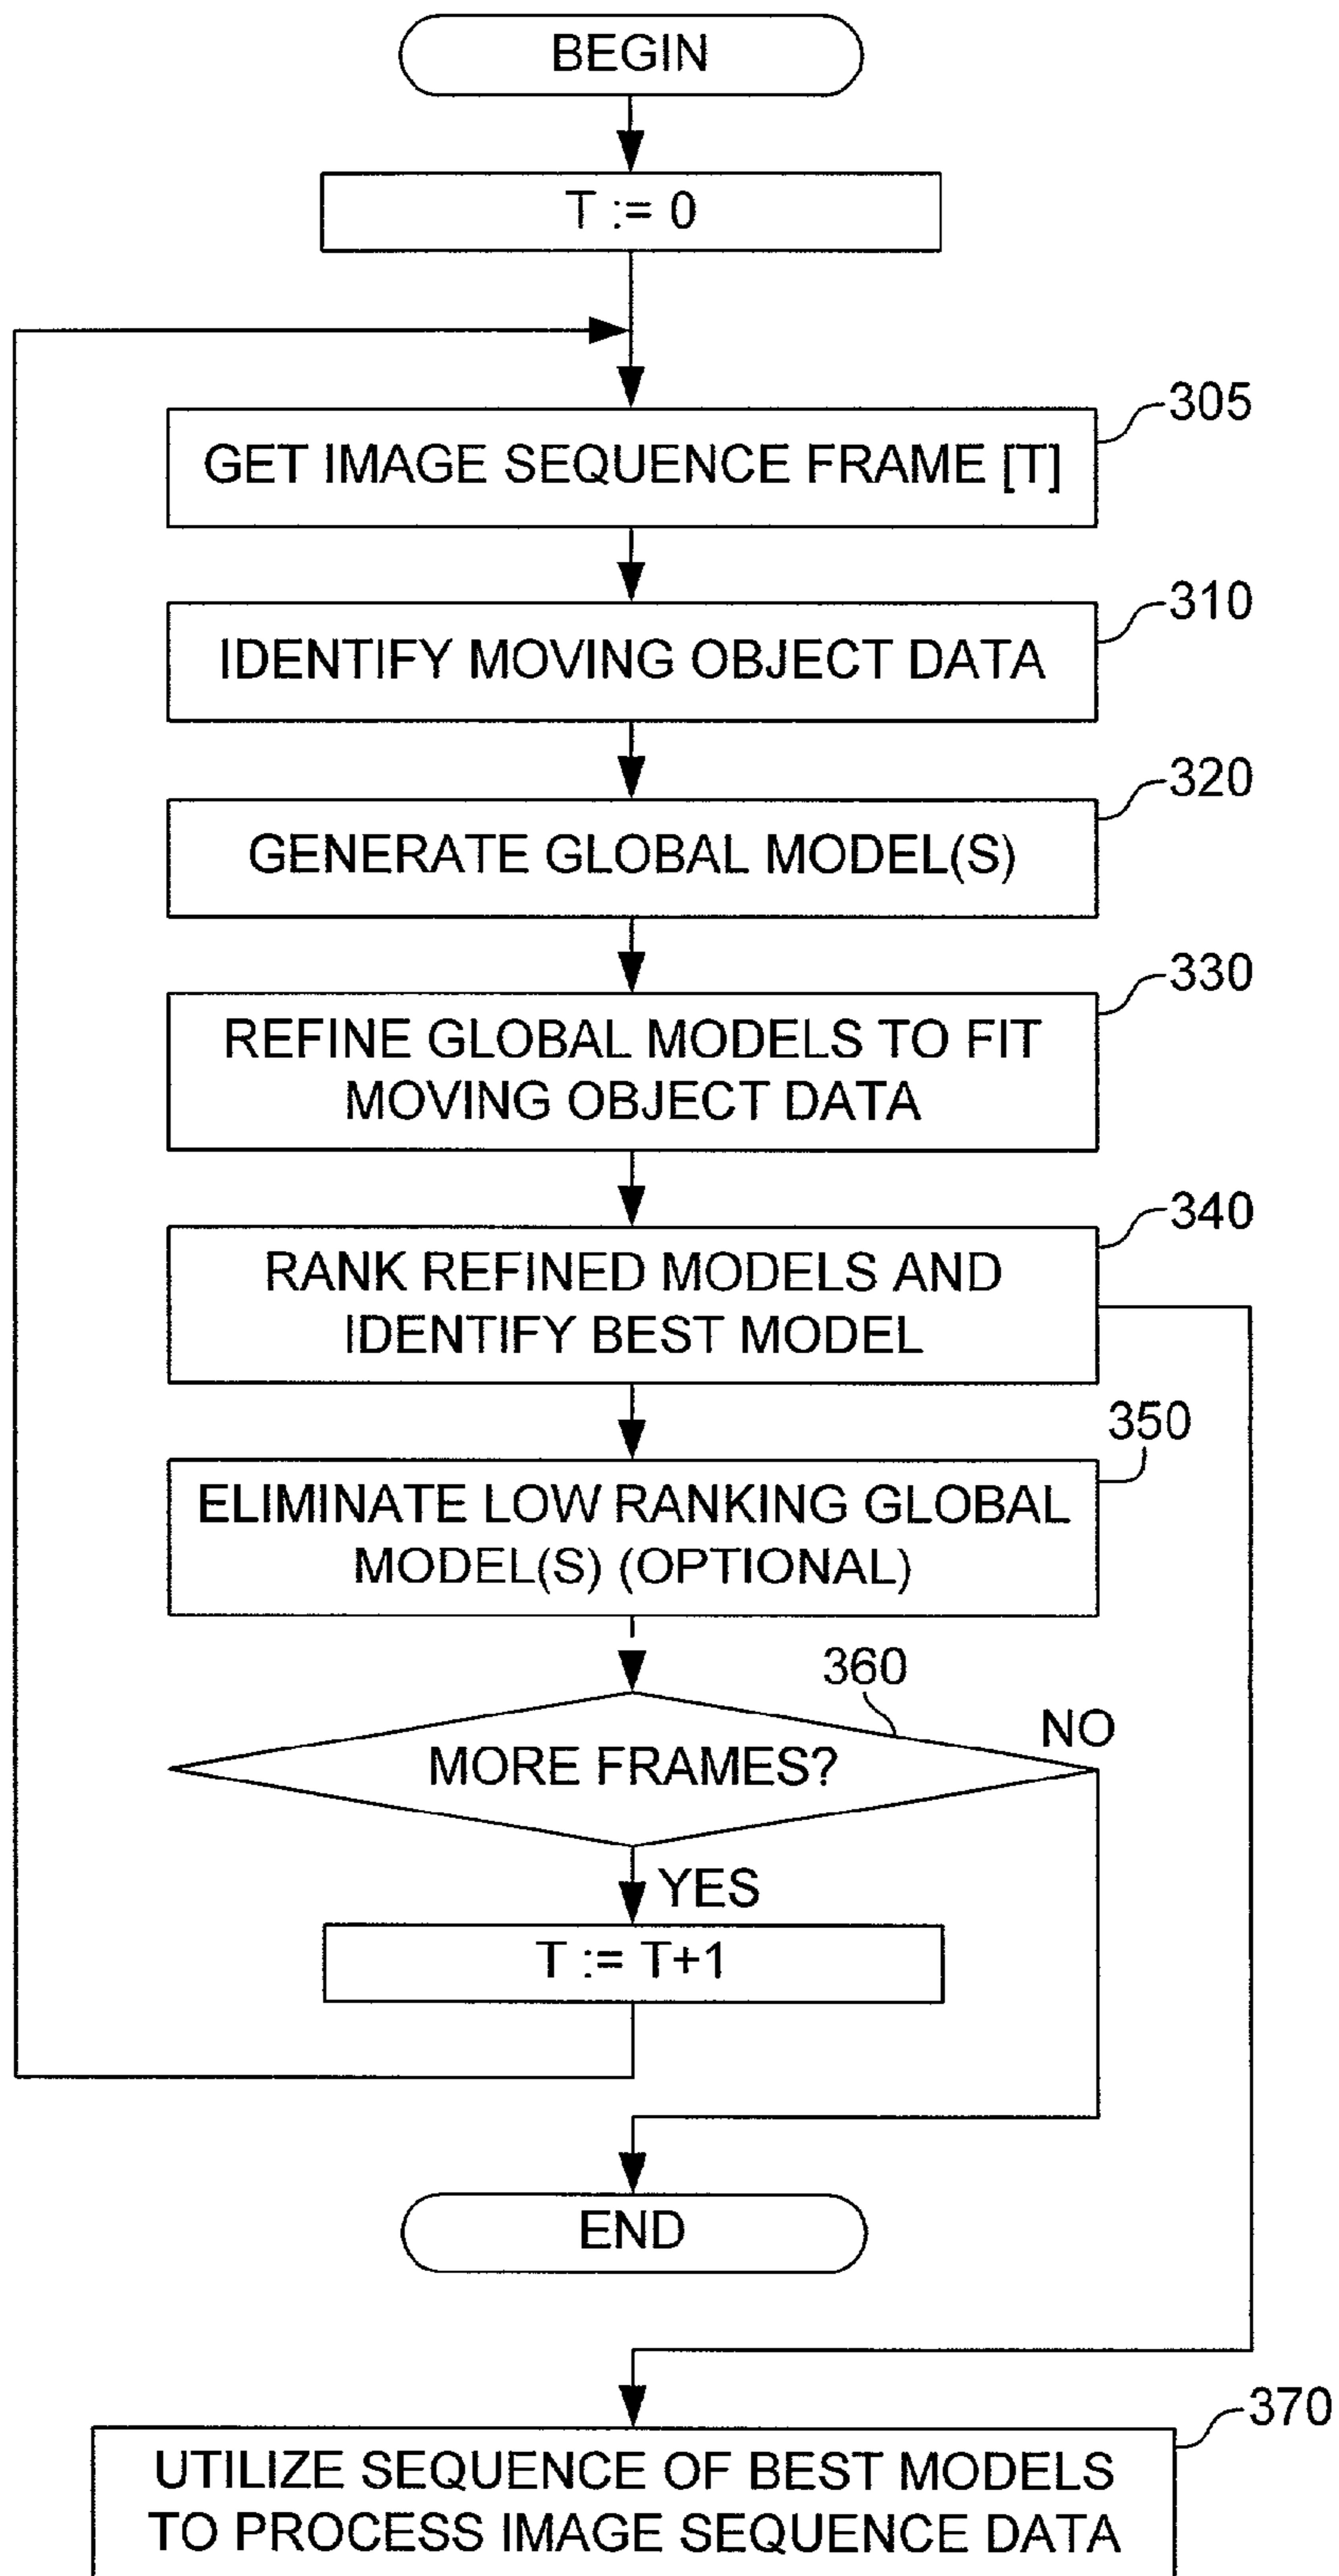 BEGIN
T := 0
305
GET IMAGE SEQUENCE FRAME [T]
310
IDENTIFY MOVING OBJECT DATA
320
GENERATE GLOBAL MODEL(S)
330
REFINE GLOBAL MODELS TO FIT
MOVING OBJECT DATA
340
RANK REFINED MODELS AND
IDENTIFY BEST MODEL
350
ELIMINATE LOW RANKING GLOBAL
MODEL(S) (OPTIONAL)
360
NO
MORE FRAMES?
YES
T := T+1
END
370
UTILIZE SEQUENCE OF BEST MODELS
TO PROCESS IMAGE SEQUENCE DATA